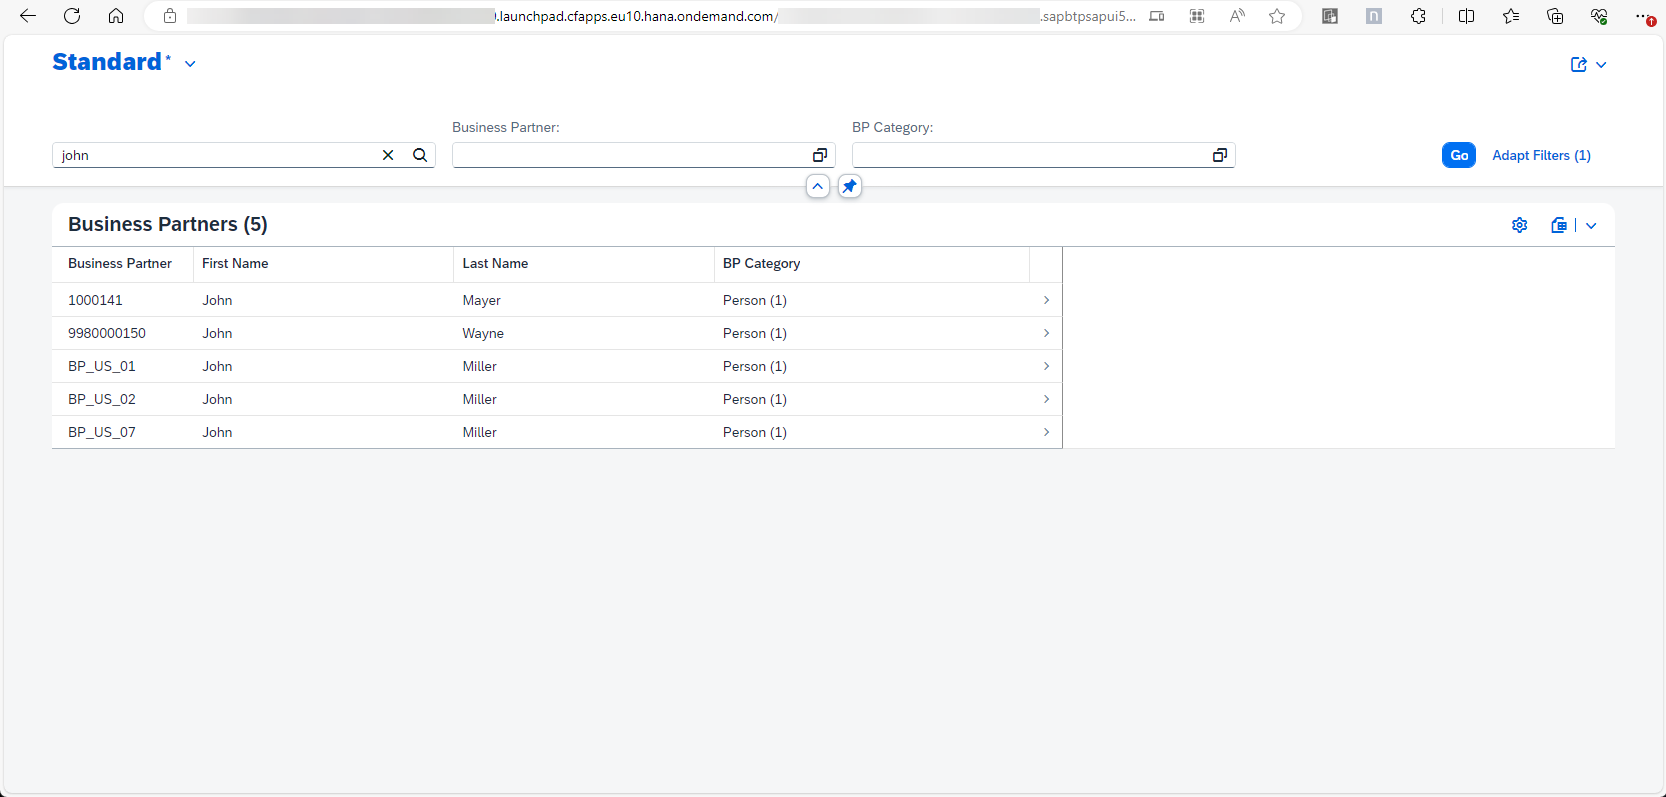 .launchpad.cfapps.eu10.hana.ondemand.com/ .sapbtpsapui5...
Standard*
Business Partner:
BP Category:
john
Go
Adapt Filters (1)
Business Partners (5)
Business Partner First Name Last Name BP Category
1000141 John Mayer Person (1)
9980000150 John Wayne Person (1)
BP_US_01 John Miller Person (1)
BP_US_02 John Miller Person (1)
BP_US_07 John Miller Person (1)